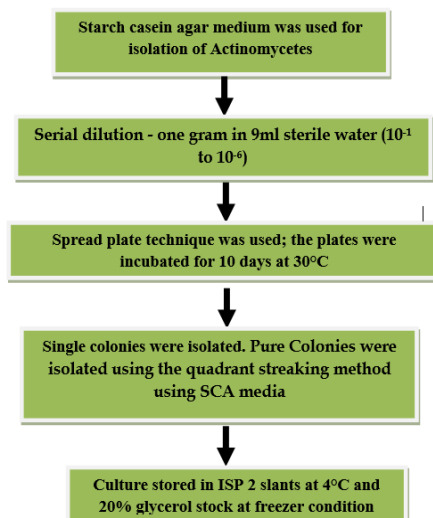 Starch casein agar medium was used for
isolation of Actinomycetes
Serial dilution - one gram in 9ml sterile water (10⁻¹
to 10⁻⁶)
Spread plate technique was used; the plates were
incubated for 10 days at 30°C
Single colonies were isolated. Pure Colonies were
isolated using the quadrant streaking method
using SCA media
Culture stored in ISP 2 slants at 4°C and
20% glycerol stock at freezer condition